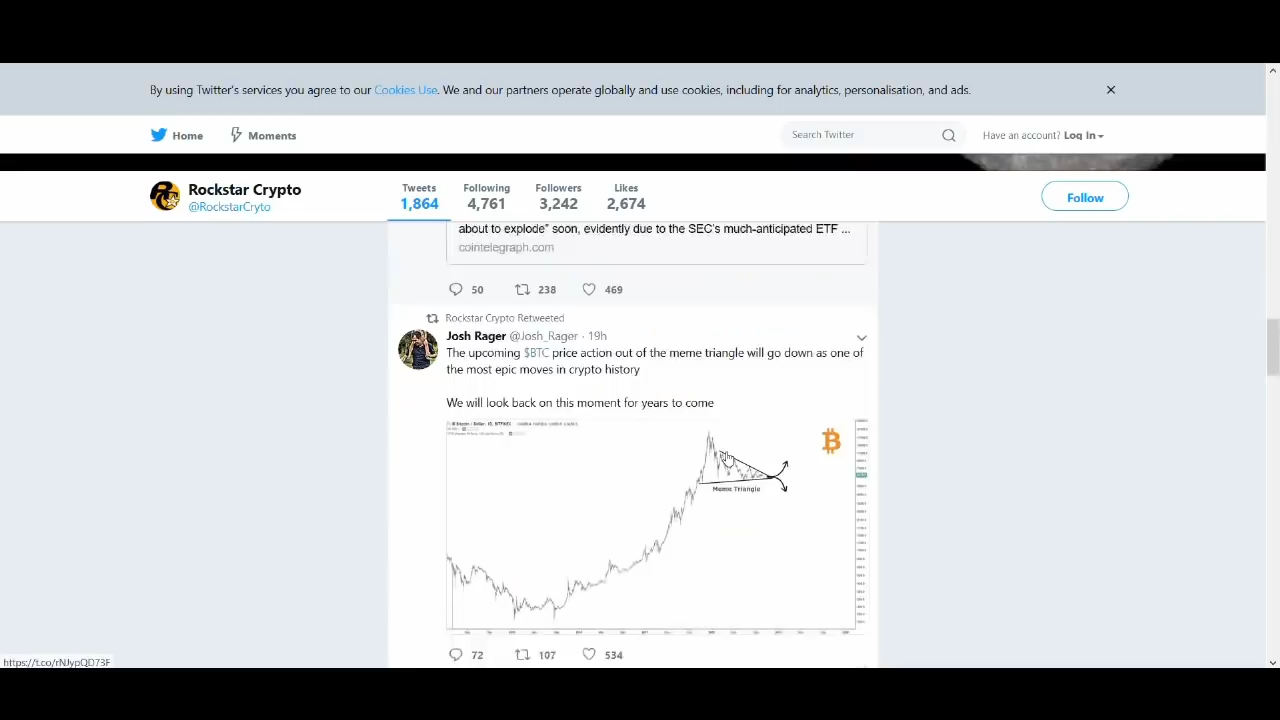 By using Twitter's services you agree to our Cookies Use. We and our partners operate globally and use cookies, including for analytics, personalisation, and ads.
Home
Moments
Search Twitter
Have an account? Log in
Rockstar Crypto
@RockstarCryto
Tweets
1,864
Following
4,761
Followers
3,242
Likes
2,674
Follow
about to explode" soon, evidently due to the SEC's much-anticipated ETF ...
cointelegraph.com
50
238
469
Rockstar Crypto Retweeted
Josh Rager @Josh_Rager · 19h
The upcoming $BTC price action out of the meme triangle will go down as one of
the most epic moves in crypto history
We will look back on this moment for years to come
Meme Triangle
72
107
534
https://t.co/rNJypQD73F